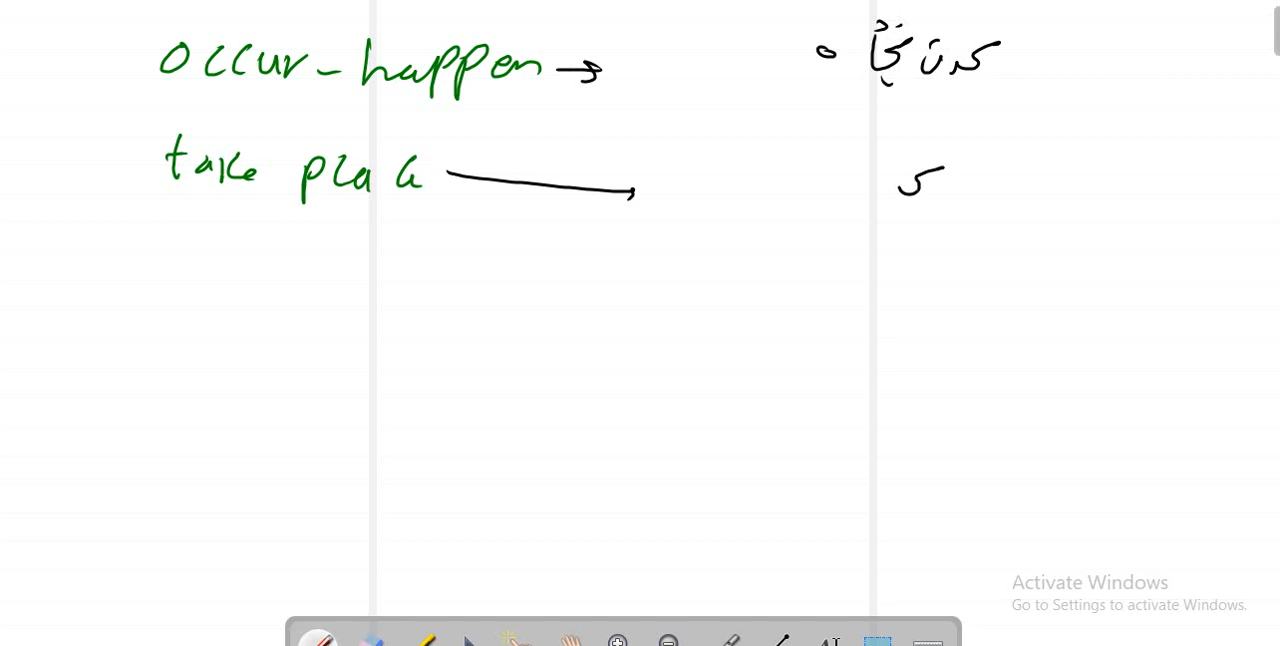 occur - happen →
take place →
Activate Windows
Go to Settings to activate Windows.